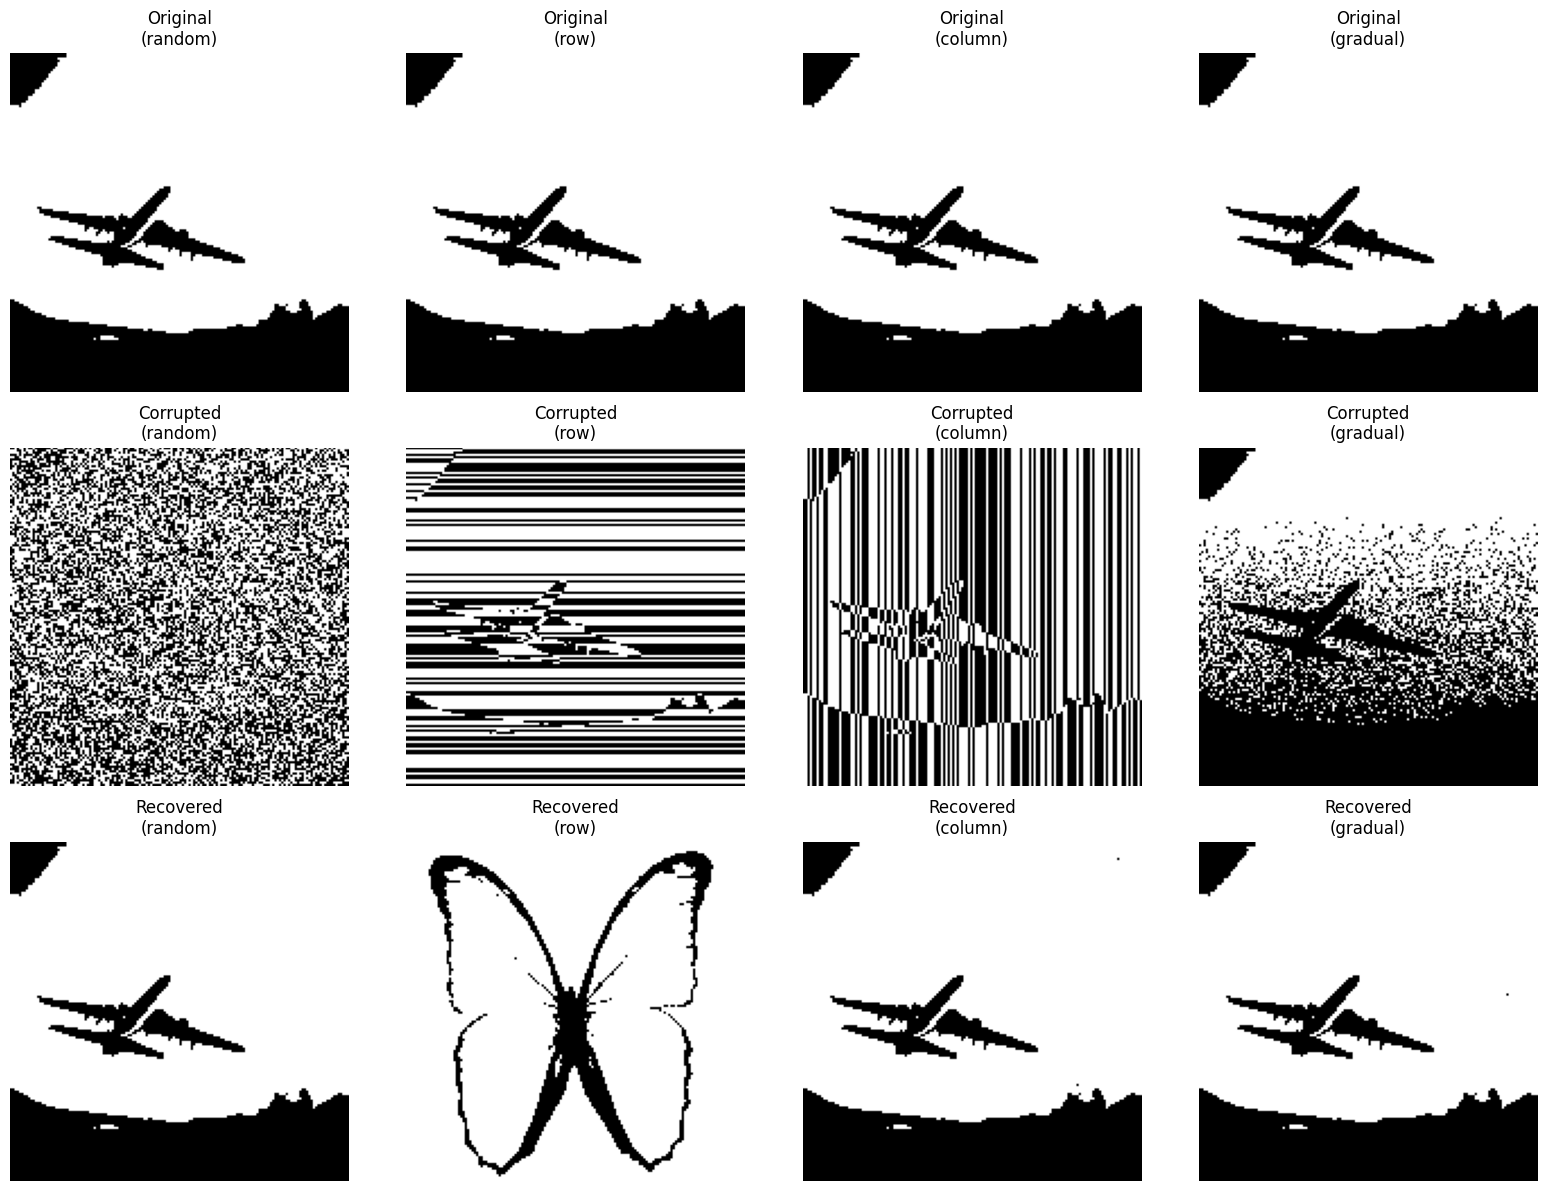 Original
(random)
Original
(row)
Original
(column)
Original
(gradual)
Corrupted
(random)
Corrupted
(row)
Corrupted
(column)
Corrupted
(gradual)
Recovered
(random)
Recovered
(row)
Recovered
(column)
Recovered
(gradual)